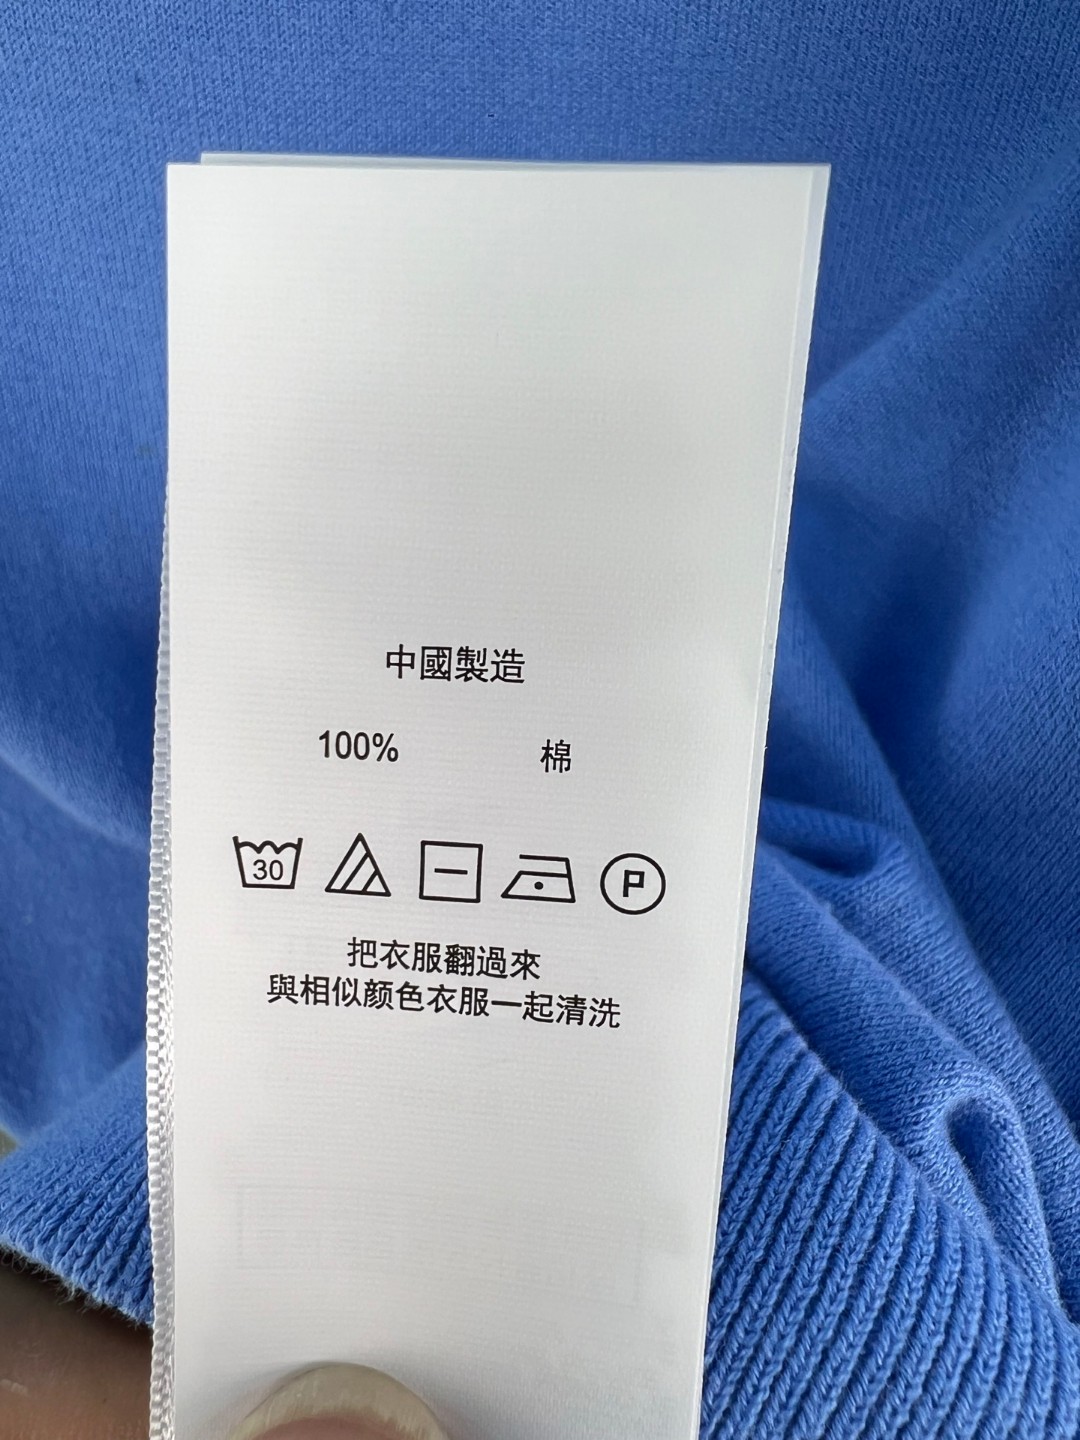 中國製造
100% 棉
30 P
把衣服翻過來
與相似颜色衣服一起清洗